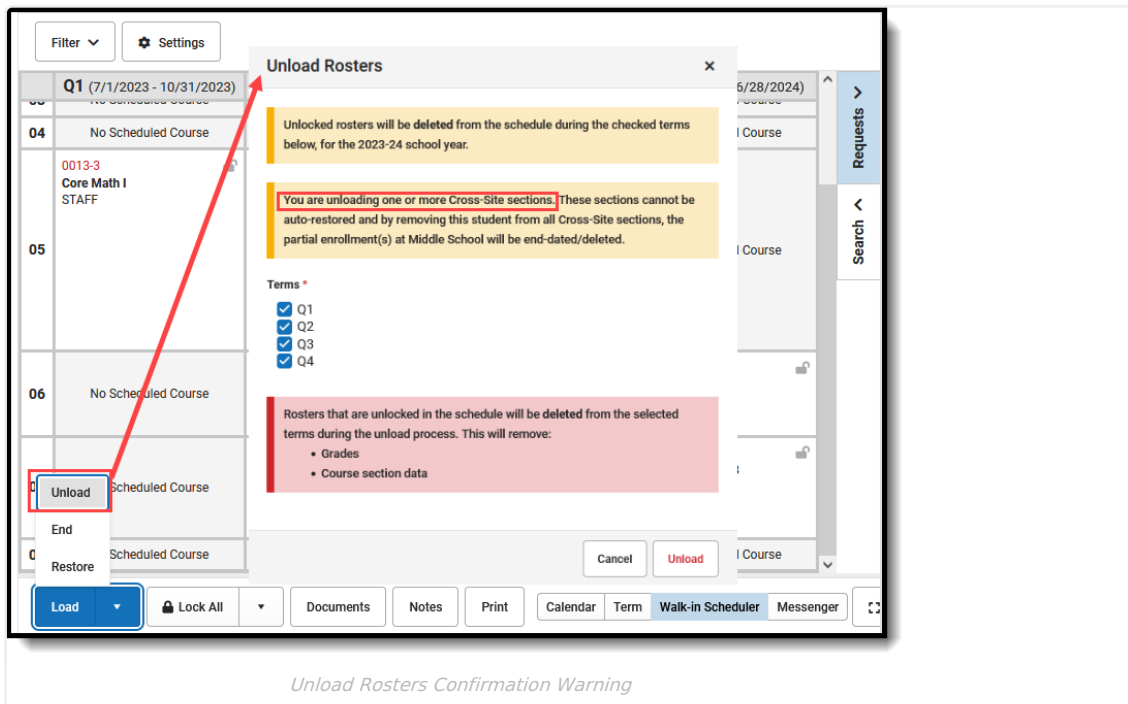 Filter
Settings
Unload Rosters
Q1 (7/1/2023 - 10/31/2023)
6/28/2024)
No Scheduled Course
Course
04 No Scheduled Course
Course
Unlocked rosters will be deleted from the schedule during the checked terms
below, for the 2023-24 school year.
Requests
0013-3
Core Math I
STAFF
You are unloading one or more Cross-Site sections. These sections cannot be
auto-restored and by removing this student from all Cross-Site sections, the
partial enrollment(s) at Middle School will be end-dated/deleted.
Search
05
Course
Terms *
Q1
Q2
Q3
Q4
06 No Scheduled Course
Rosters that are unlocked in the schedule will be deleted from the selected
terms during the unload process. This will remove:
• Grades
• Course section data
Unload
Scheduled Course
End
Restore
Scheduled Course
Cancel
Unload
Course
Load
Lock All
Documents
Notes
Print
Calendar
Term
Walk-in Scheduler
Messenger
Unload Rosters Confirmation Warning